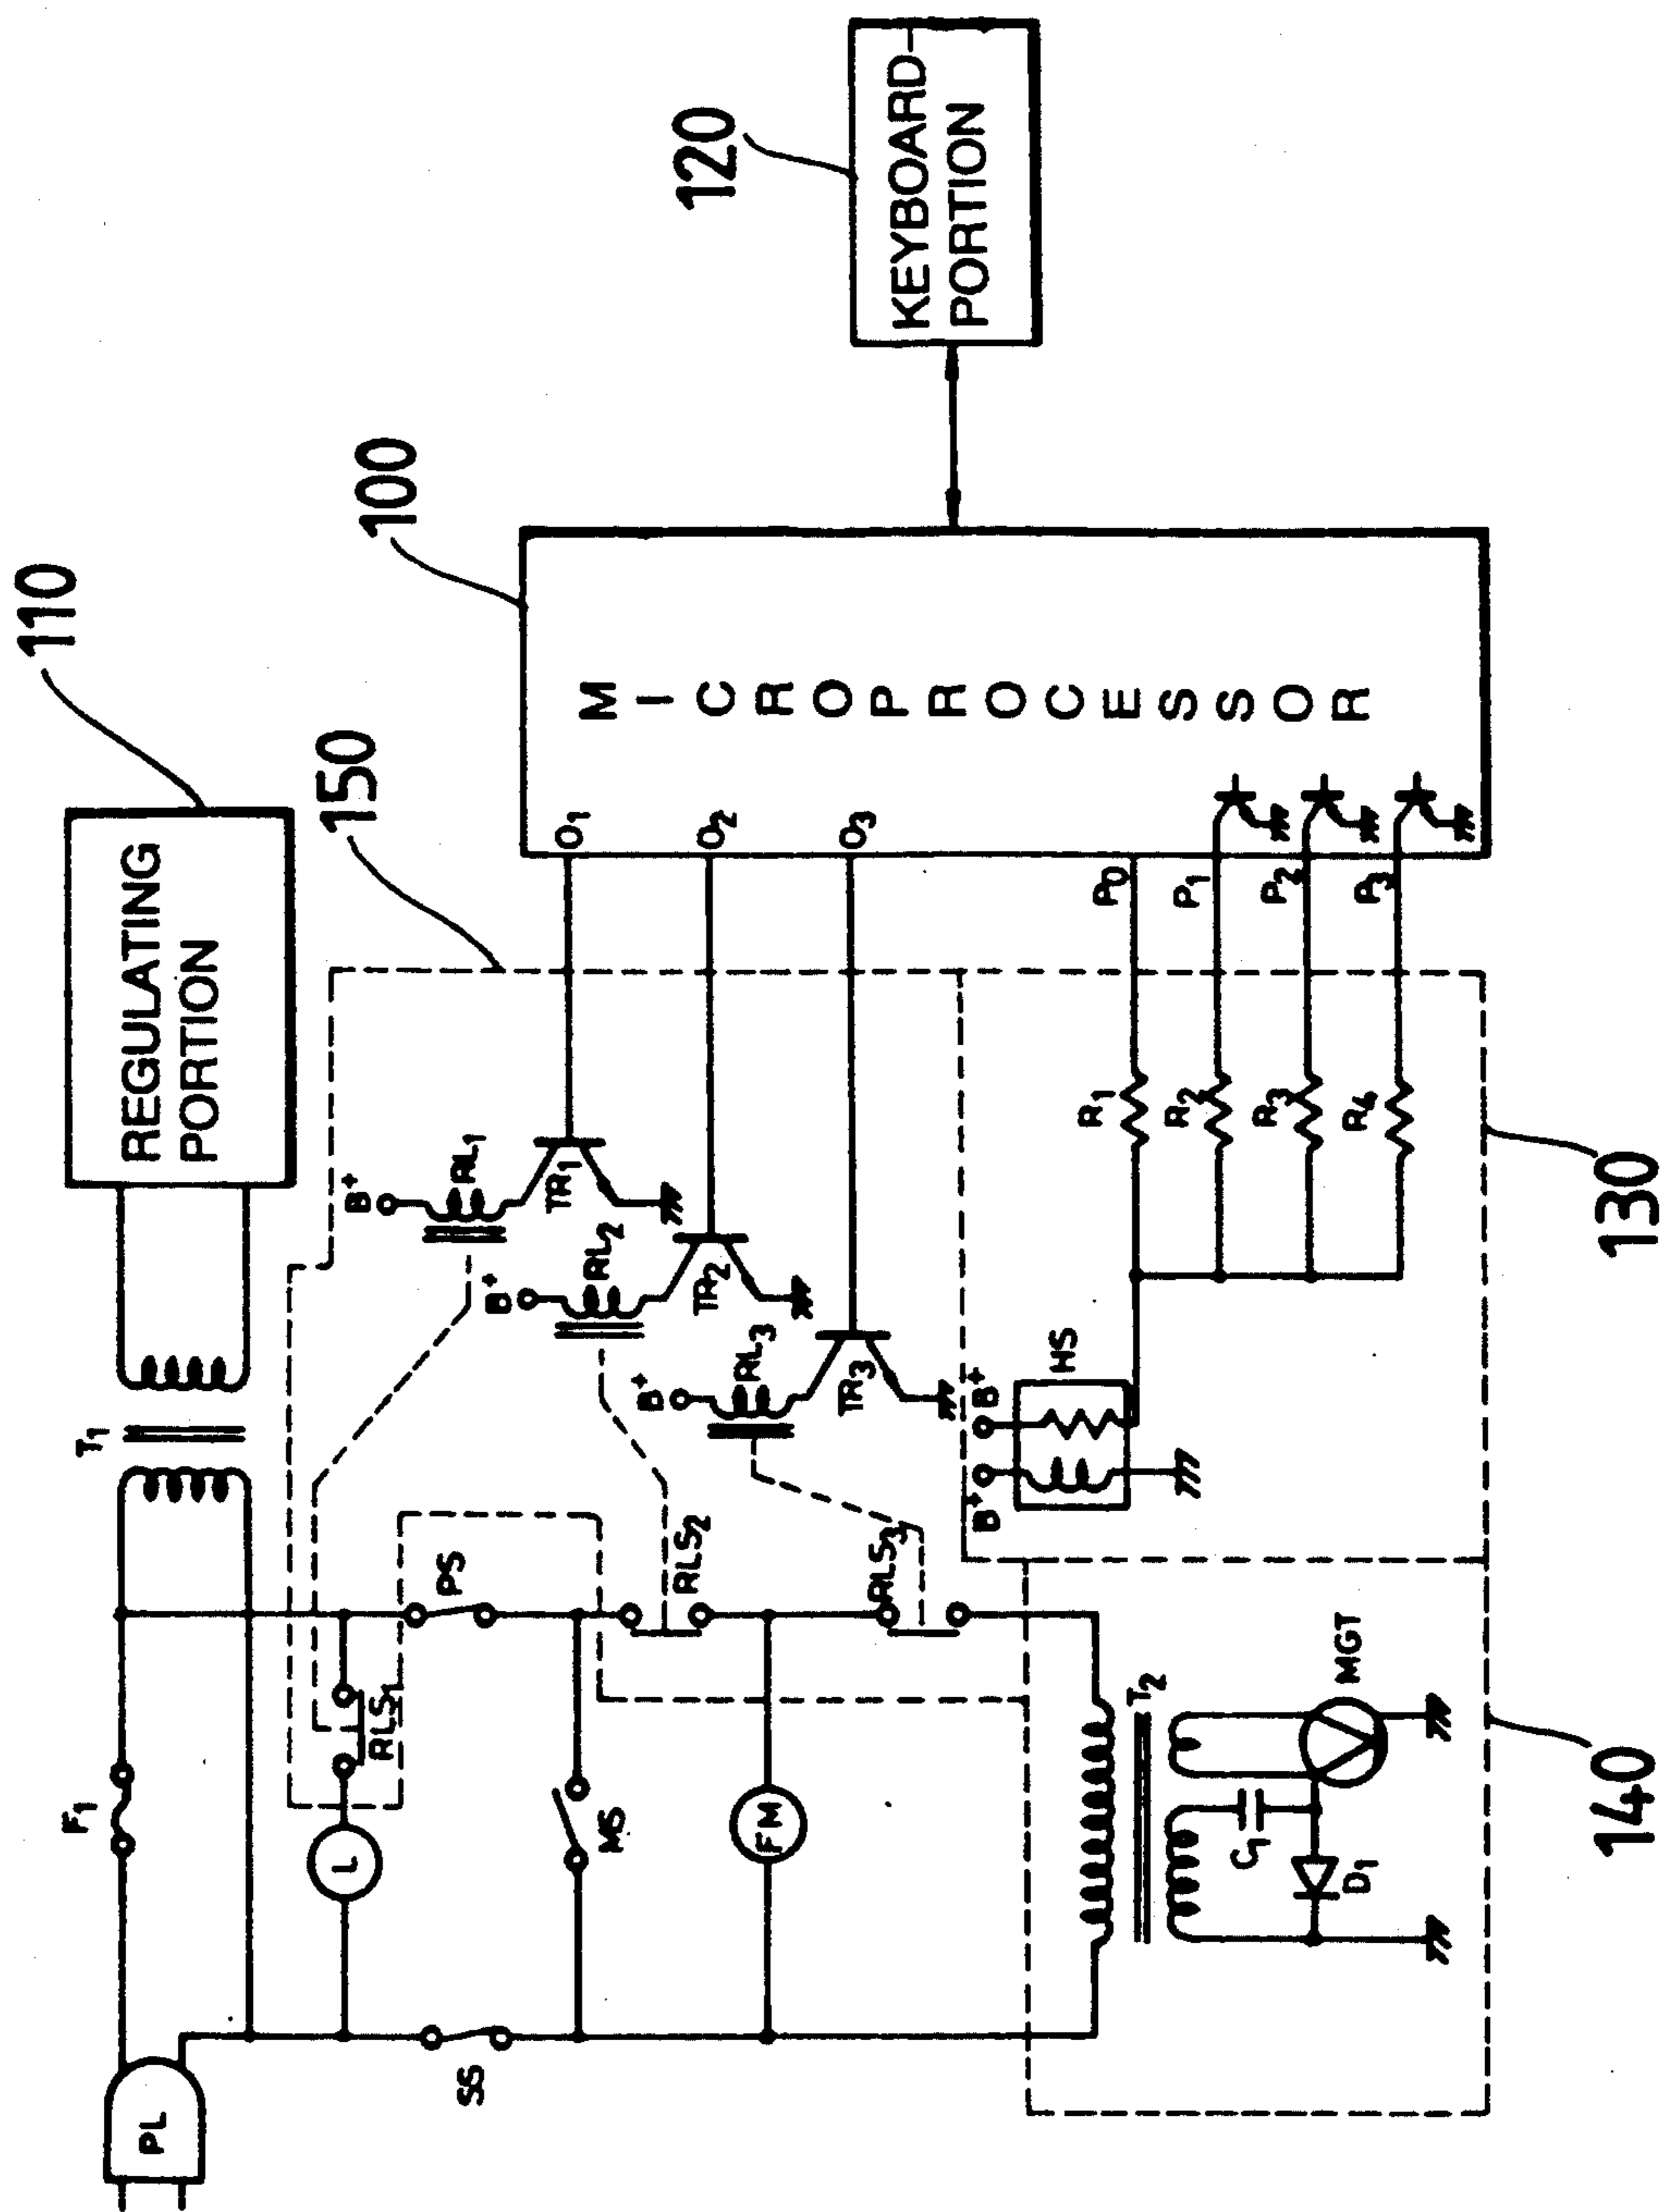 110
REGULATING
PORTION
T1
F1
PL
150
100
120
KEYBOARD
PORTION
MICROPROCESSOR
O1
O2
O3
P0
P1
P2
P3
B+
RL1
TR1
B+
RL2
TR2
B+
RL3
TR3
RLS1
L
PS
SS
MS
RLS2
FM
RLS3
B+
B+
HS
R1
R2
R3
R4
130
T2
MGT
C1
D1
140